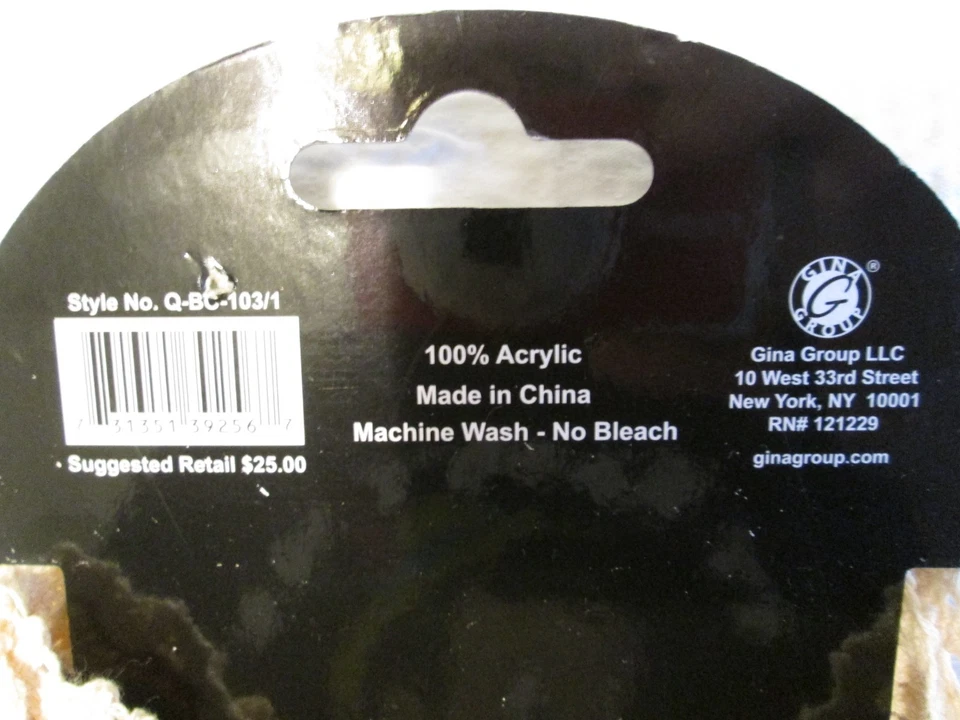 Style No. Q-BC-103/1
7 31351 39256 7
Suggested Retail $25.00
100% Acrylic
Made in China
Machine Wash - No Bleach
GINA
G
GROUP
®
Gina Group LLC
10 West 33rd Street
New York, NY 10001
RN# 121229
ginagroup.com